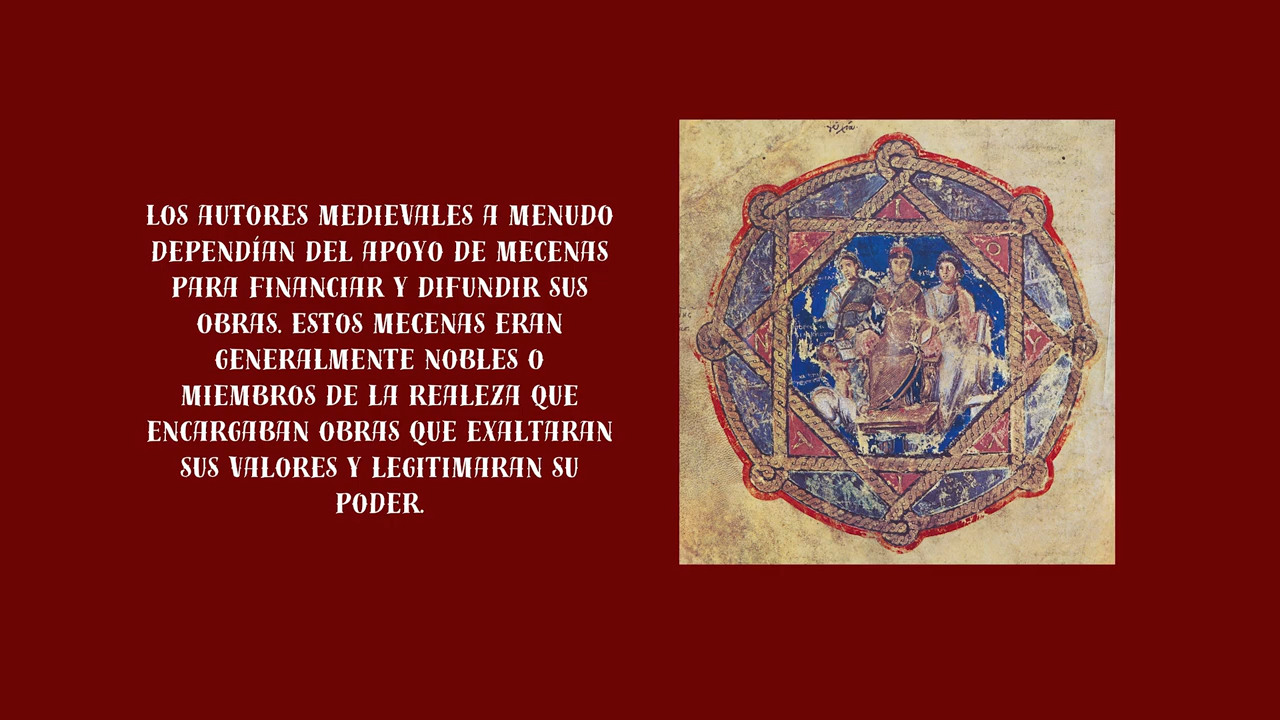 LOS AUTORES MEDIEVALES A MENUDO
DEPENDÍAN DEL APOYO DE MECENAS
PARA FINANCIAR Y DIFUNDIR SUS
OBRAS. ESTOS MECENAS ERAN
GENERALMENTE NOBLES O
MIEMBROS DE LA REALEZA QUE
ENCARGABAN OBRAS QUE EXALTARAN
SUS VALORES Y LEGITIMARAN SU
PODER.
Ι
Ο
Ν
Υ
Λ
Α